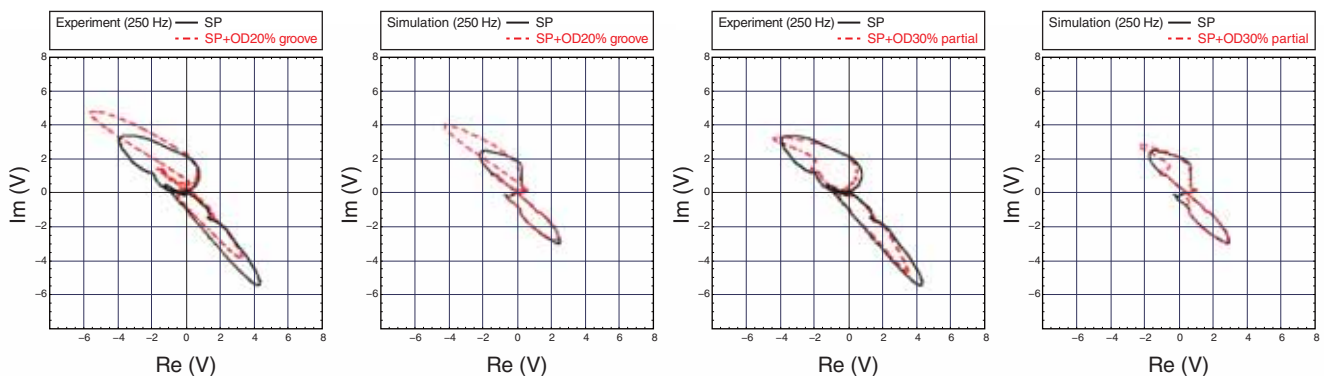 Experiment (250 Hz) SP
SP+OD20% groove
8
6
4
2
0
−2
−4
−6
−6 −4 −2 0 2 4 6 8
Im (V)
Re (V)
Simulation (250 Hz) SP
SP+OD20% groove
8
6
4
2
0
−2
−4
−6
−6 −4 −2 0 2 4 6 8
Im (V)
Re (V)
Experiment (250 Hz) SP
SP+OD30% partial
8
6
4
2
0
−2
−4
−6
−6 −4 −2 0 2 4 6 8
Im (V)
Re (V)
Simulation (250 Hz) SP
SP+OD30% partial
8
6
4
2
0
−2
−4
−6
−6 −4 −2 0 2 4 6 8
Im (V)
Re (V)